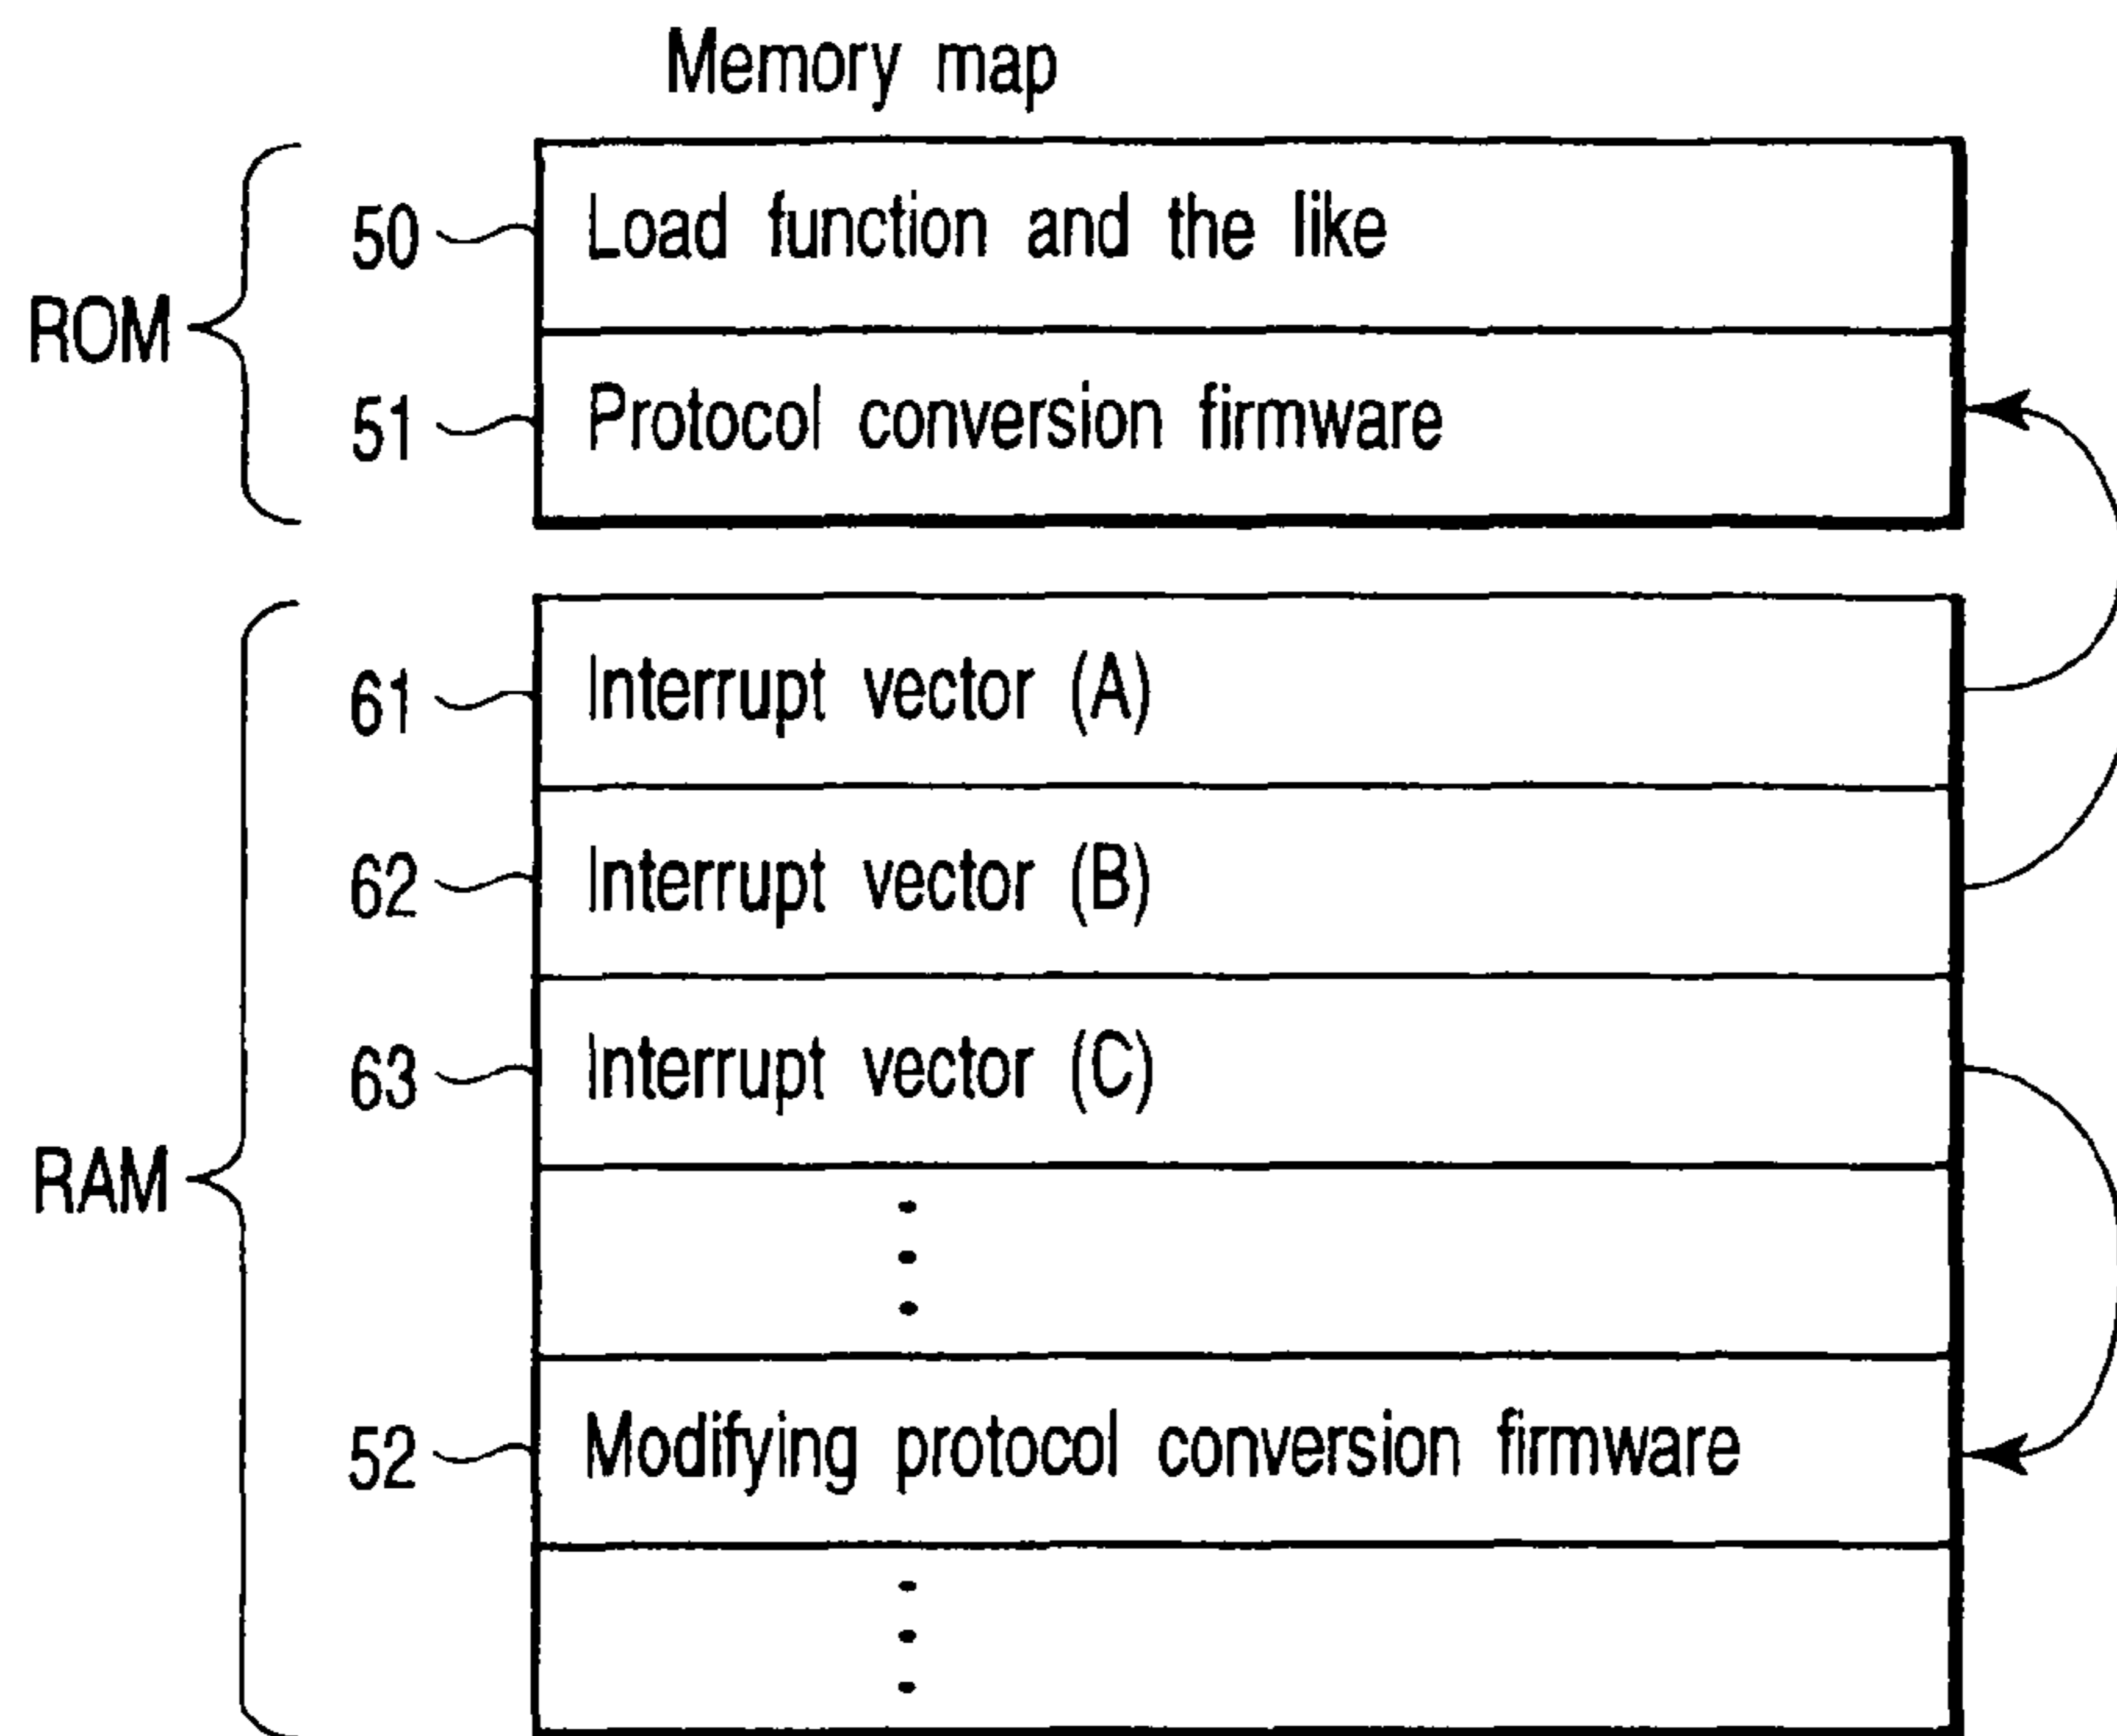 Memory map
ROM
50 Load function and the like
51 Protocol conversion firmware
RAM
61 Interrupt vector (A)
62 Interrupt vector (B)
63 Interrupt vector (C)
52 Modifying protocol conversion firmware